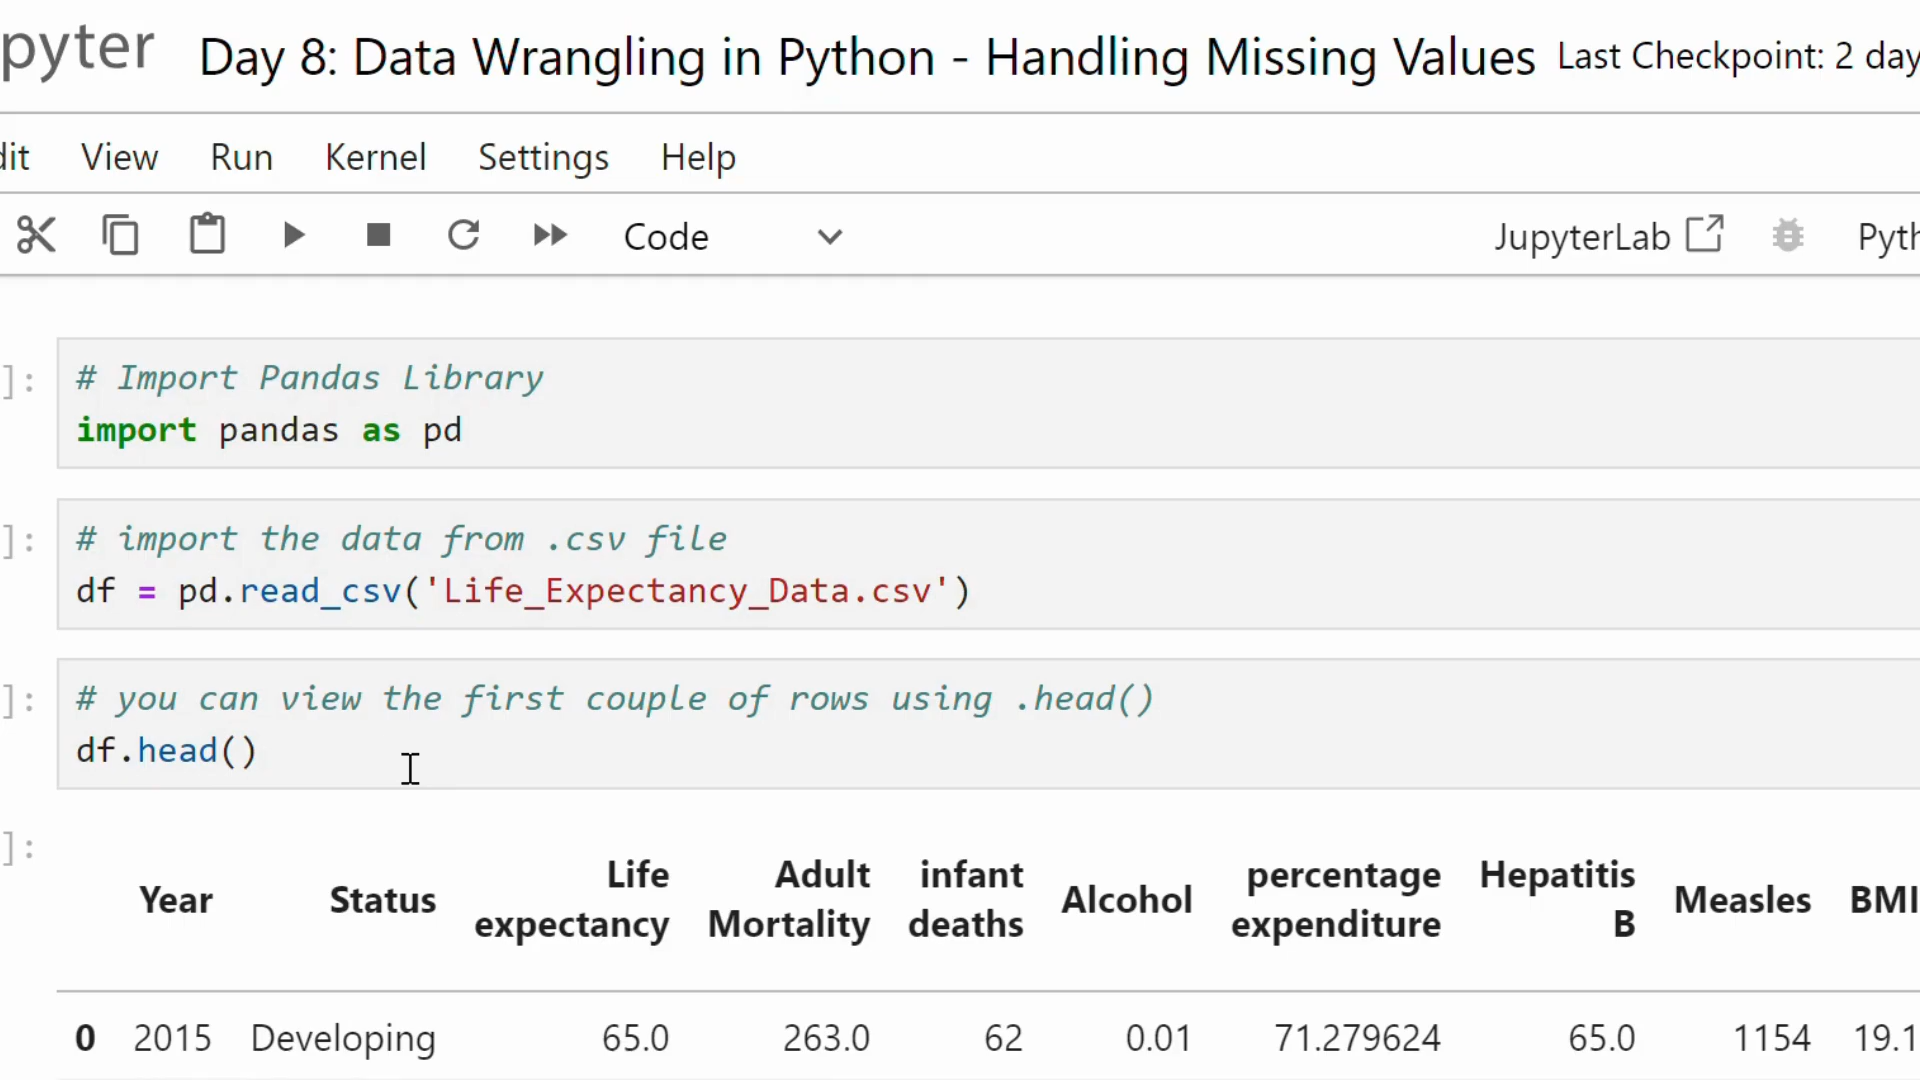 pyter Day 8: Data Wrangling in Python - Handling Missing Values Last Checkpoint: 2 day
dit View Run Kernel Settings Help
Code JupyterLab Pyth
]: # Import Pandas Library
import pandas as pd
]: # import the data from .csv file
df = pd.read_csv('Life_Expectancy_Data.csv')
]: # you can view the first couple of rows using .head()
df.head()
]:
Year Status Life expectancy Adult Mortality infant deaths Alcohol percentage expenditure Hepatitis B Measles BMI
0 2015 Developing 65.0 263.0 62 0.01 71.279624 65.0 1154 19.1